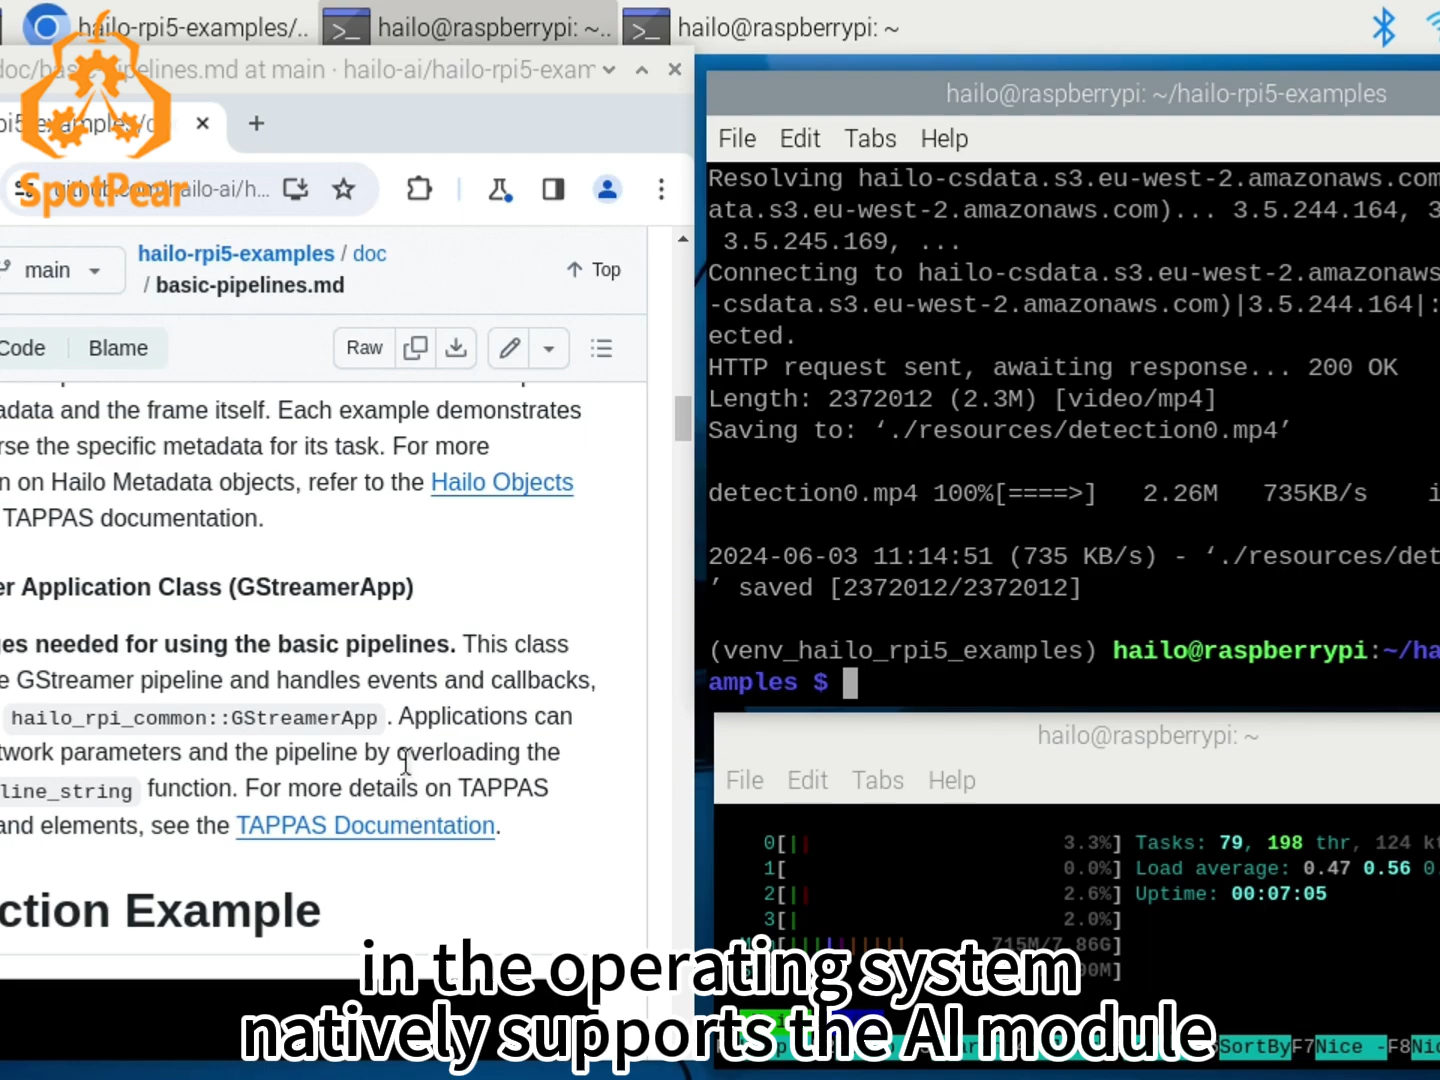 hailo-rpi5-examples/..
hailo@raspberrypi: ~..
hailo@raspberrypi: ~
pipelines.md at main · hailo-ai/hailo-rpi5-exam
SpotPear
hailo-rpi5-examples / doc
/ basic-pipelines.md
main
Top
Code
Blame
Raw
adata and the frame itself. Each example demonstrates
rse the specific metadata for its task. For more
n on Hailo Metadata objects, refer to the Hailo Objects
TAPPAS documentation.
er Application Class (GStreamerApp)
ges needed for using the basic pipelines. This class
e GStreamer pipeline and handles events and callbacks,
hailo_rpi_common::GStreamerApp . Applications can
twork parameters and the pipeline by overloading the
line_string function. For more details on TAPPAS
and elements, see the TAPPAS Documentation.
ction Example
hailo@raspberrypi: ~/hailo-rpi5-examples
File Edit Tabs Help
Resolving hailo-csdata.s3.eu-west-2.amazonaws.com
ata.s3.eu-west-2.amazonaws.com)... 3.5.244.164, 3
3.5.245.169, ...
Connecting to hailo-csdata.s3.eu-west-2.amazonaws
-csdata.s3.eu-west-2.amazonaws.com)|3.5.244.164|:
ected.
HTTP request sent, awaiting response... 200 OK
Length: 2372012 (2.3M) [video/mp4]
Saving to: ‘./resources/detection0.mp4’
detection0.mp4 100%[====>] 2.26M 735KB/s i
2024-06-03 11:14:51 (735 KB/s) - ‘./resources/det
’ saved [2372012/2372012]
(venv_hailo_rpi5_examples) hailo@raspberrypi:~/ha
amples $
hailo@raspberrypi: ~
File Edit Tabs Help
0[|| 3.3%] Tasks: 79, 198 thr, 124 k
1[ 0.0%] Load average: 0.47 0.56 0.
2[|| 2.6%] Uptime: 00:07:05
3[| 2.0%]
715M/7.86G]
SortByF7Nice -F8Ni
in the operating system
natively supports the AI module